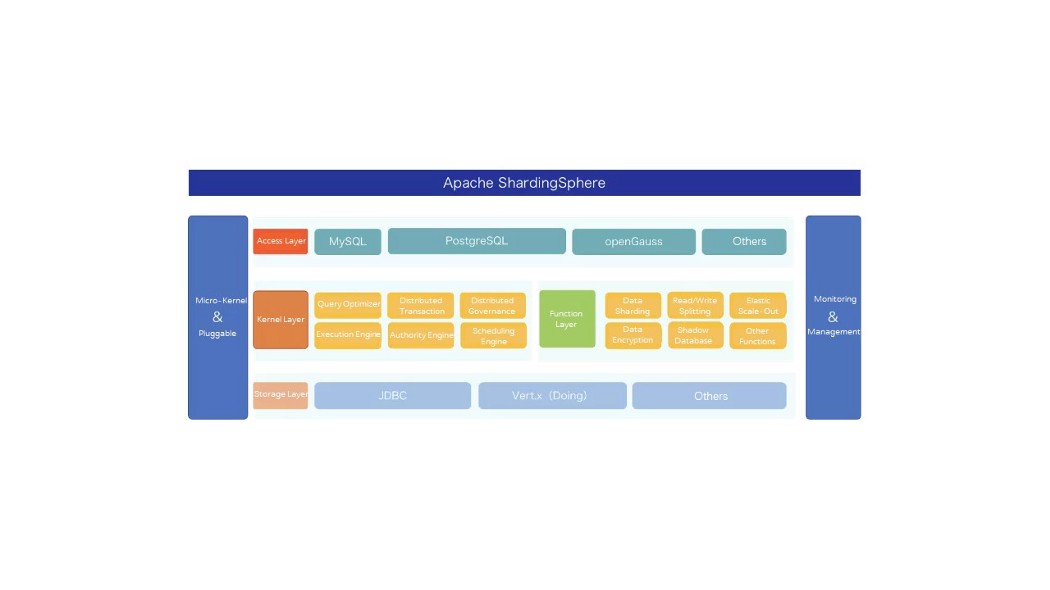 Apache ShardingSphere
Micro-Kernel
&
Pluggable
Access Layer
MySQL
PostgreSQL
openGauss
Others
Kernel Layer
Query Optimizer
Distributed
Transaction
Distributed
Governance
Execution Engine
Authority Engine
Scheduling
Engine
Function
Layer
Data
Sharding
Read/Write
Spitting
Elastic
Scale-Out
Data
Encryption
Shadow
Database
Other
Functions
Storage Layer
JDBC
Vert.x (Doing)
Others
Monitoring
&
Management